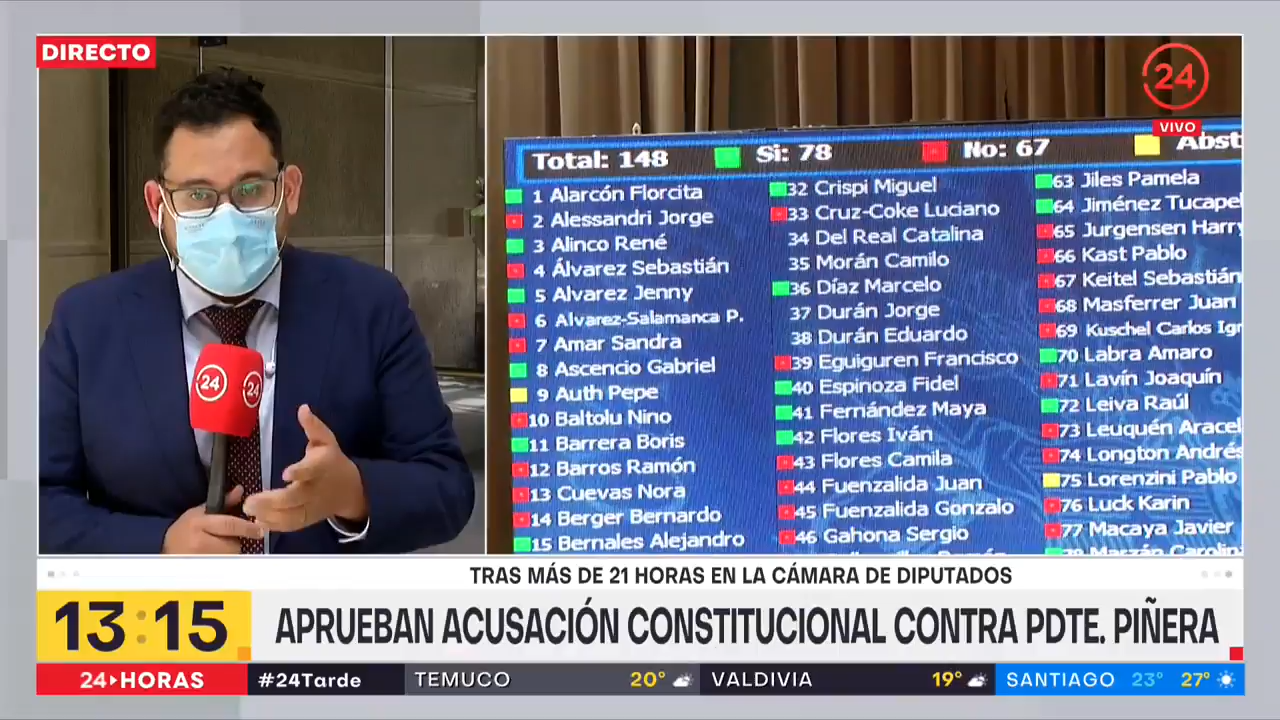 DIRECTO
24
VIVO
Total: 148 Si: 78 No: 67 Abst
1 Alarcón Florcita
2 Alessandri Jorge
3 Alinco René
4 Álvarez Sebastián
5 Alvarez Jenny
6 Alvarez-Salamanca P.
7 Amar Sandra
8 Ascencio Gabriel
9 Auth Pepe
10 Baltolu Nino
11 Barrera Boris
12 Barros Ramón
13 Cuevas Nora
14 Berger Bernardo
15 Bernales Alejandro
32 Crispi Miguel
33 Cruz-Coke Luciano
34 Del Real Catalina
35 Morán Camilo
36 Díaz Marcelo
37 Durán Jorge
38 Durán Eduardo
39 Eguiguren Francisco
40 Espinoza Fidel
41 Fernández Maya
42 Flores Iván
43 Flores Camila
44 Fuenzalida Juan
45 Fuenzalida Gonzalo
46 Gahona Sergio
63 Jiles Pamela
64 Jiménez Tucapel
65 Jurgensen Harry
66 Kast Pablo
67 Keitel Sebastián
68 Masferrer Juan
69 Kuschel Carlos Igr
70 Labra Amaro
71 Lavín Joaquín
72 Leiva Raúl
73 Leuquén Aracel
74 Longton Andrés
75 Lorenzini Pablo
76 Luck Karin
77 Macaya Javier
Marzán Carolina
24 24
TRAS MÁS DE 21 HORAS EN LA CÁMARA DE DIPUTADOS
13:15 APRUEBAN ACUSACIÓN CONSTITUCIONAL CONTRA PDTE. PIÑERA
24 HORAS #24Tarde TEMUCO 20° VALDIVIA 19° SANTIAGO 23° 27°